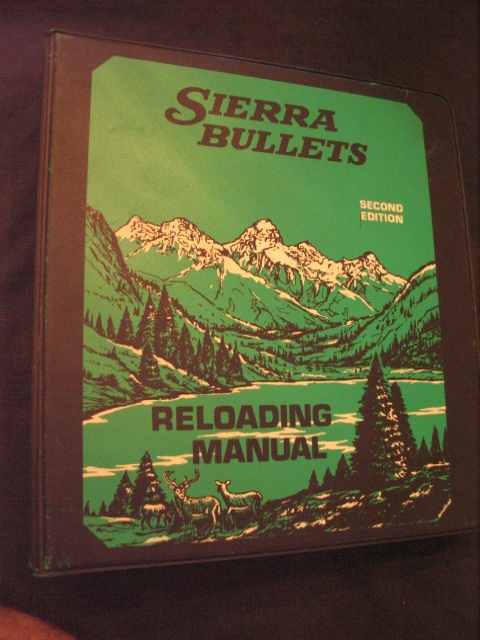 SIERRA
BULLETS
SECOND
EDITION
RELOADING
MANUAL